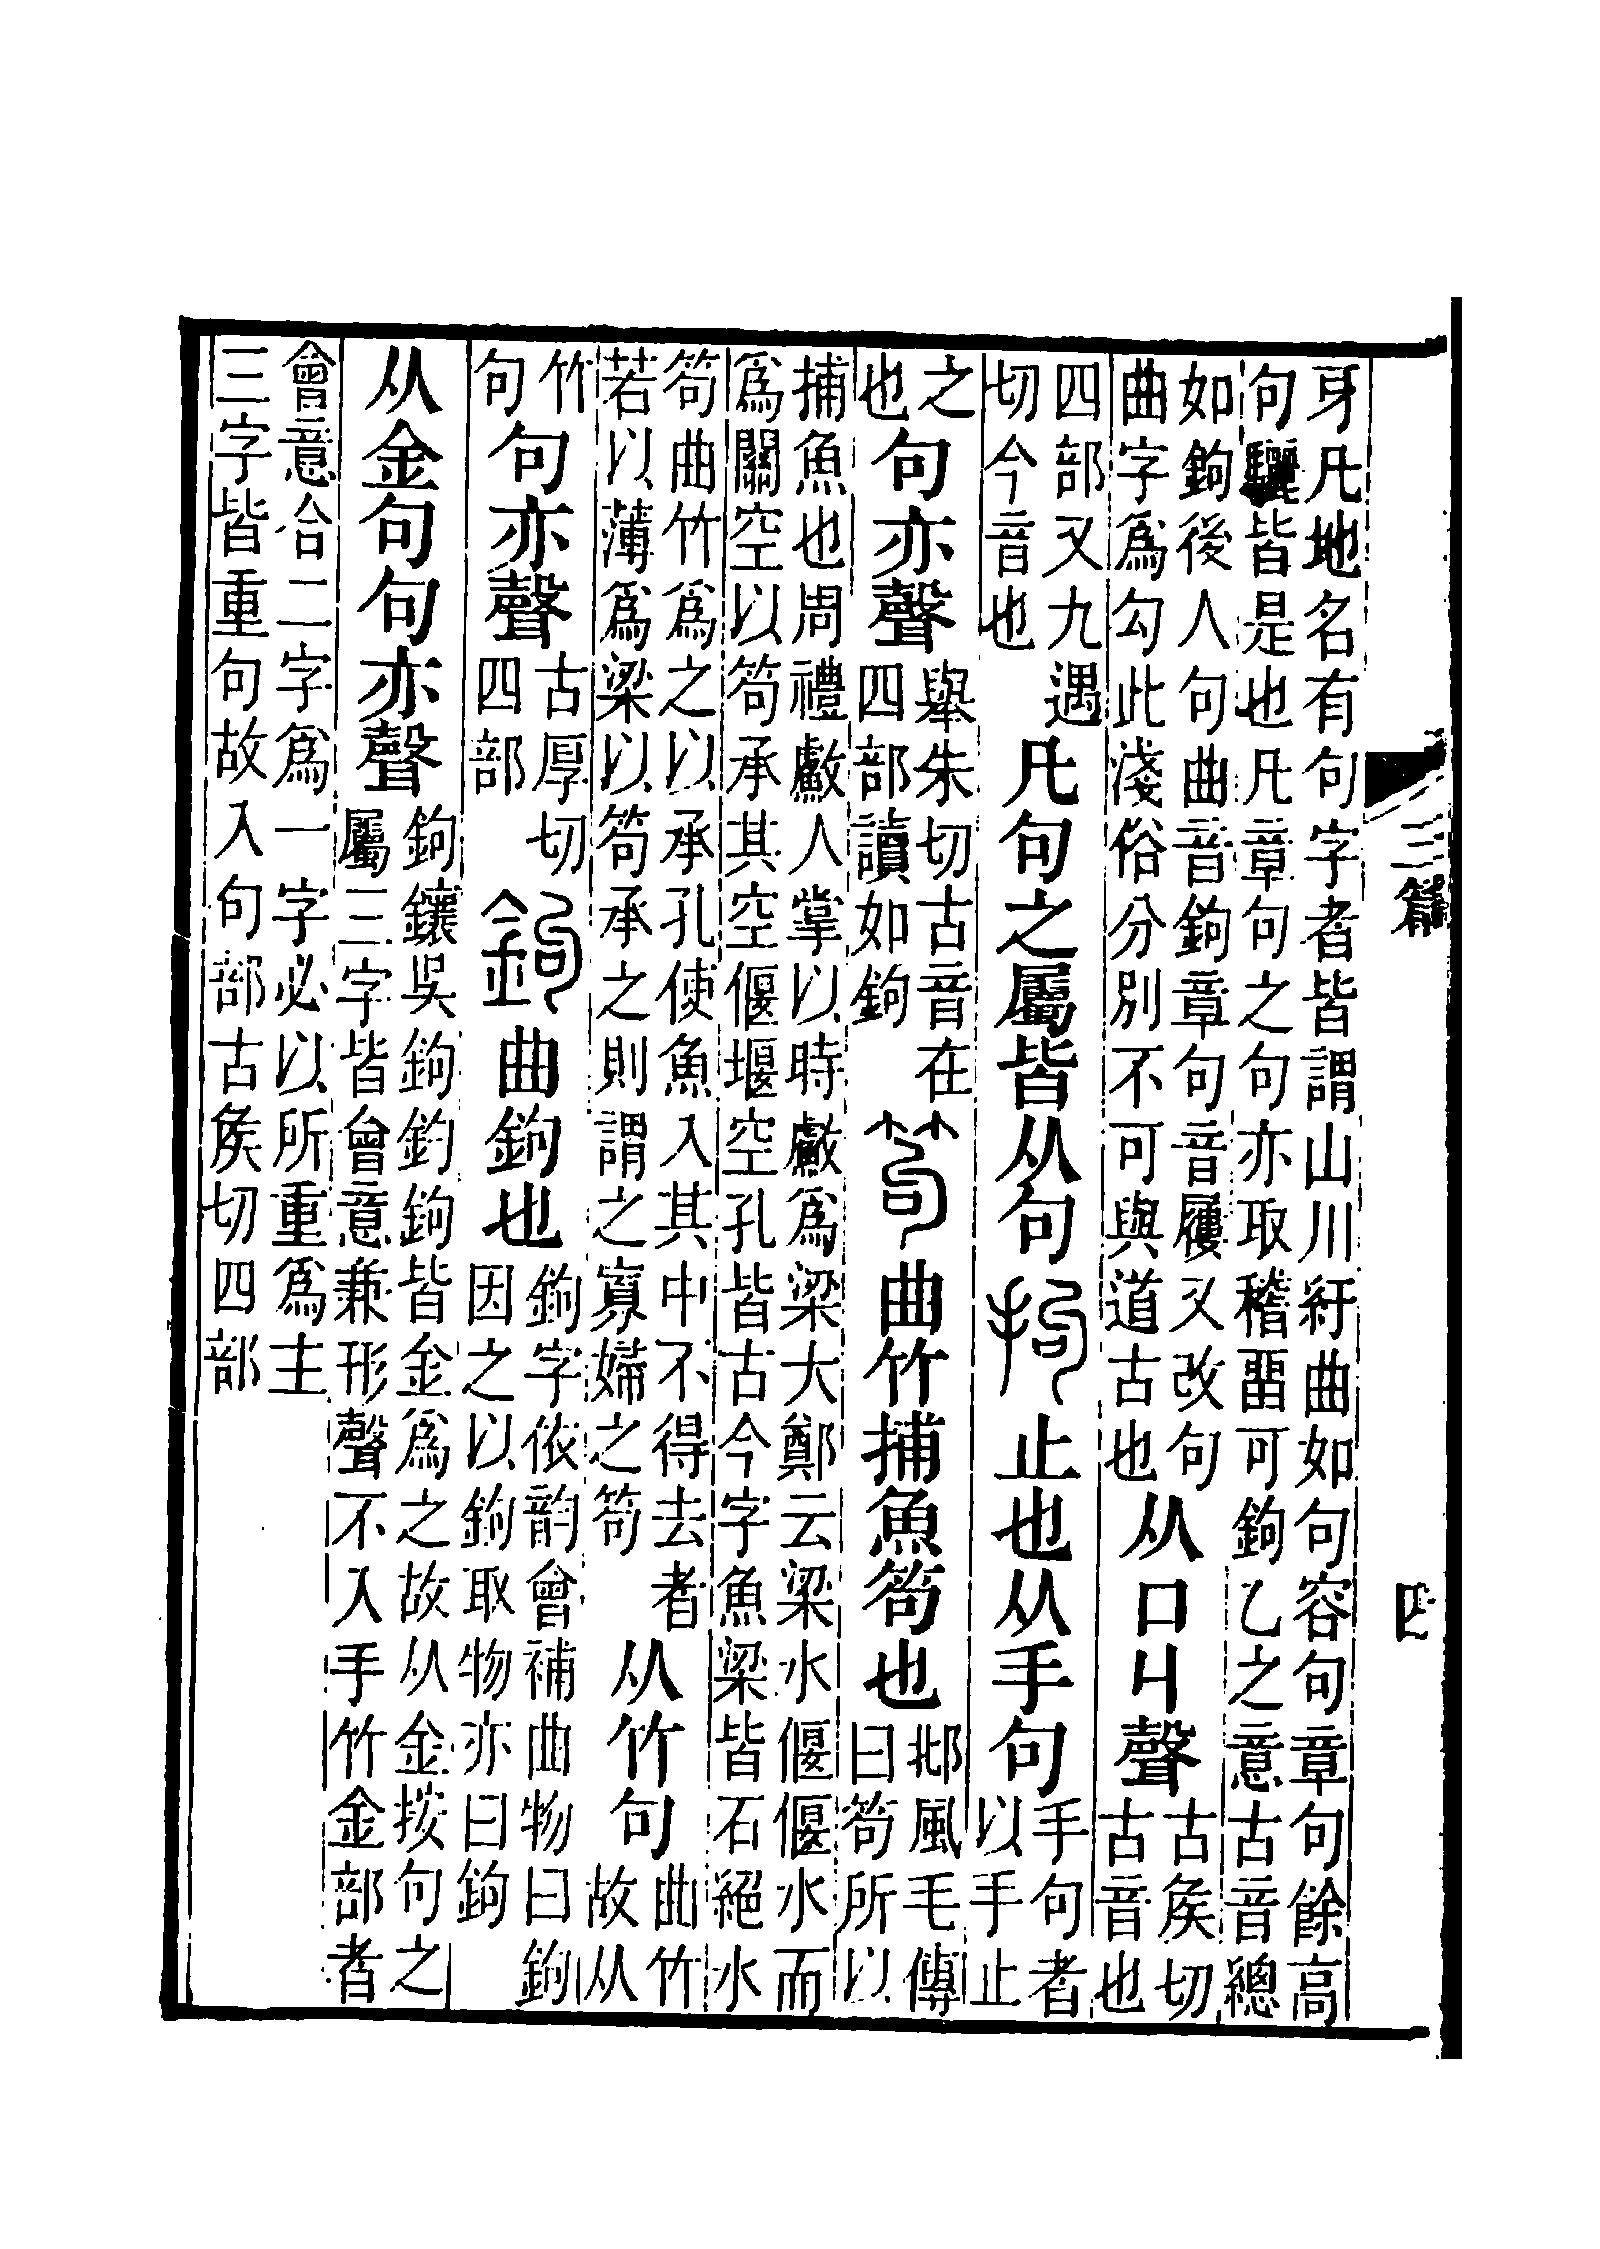 三篇
四
牙凡地名有句字者皆謂山川紆曲如句容句章句餘高
句驪皆是也凡章句之句亦取稽畱可鉤乙之意古音總
如鉤後人句曲音鉤章句音屨又改句
曲字爲勾此淺俗分別不可與道古也
从口丩聲
古矦切
古音也
四部又九遇
切今音也
凡句之屬皆从句
拘
止也从手句
手句者
以手止
之
也
句亦聲
舉朱切古音在
四部讀如鉤
笱
曲竹捕魚笱也
邶風毛傳
曰笱所以
捕魚也周禮𣀷人掌以時𣀷爲梁大鄭云梁水偃偃水而
爲關空以笱承其空偃堰空孔皆古今字魚梁皆石絕水
笱曲竹爲之以承孔使魚入其中不得去者
若以薄爲梁以笱承之則謂之寡婦之笱
从竹句
曲竹
故从
竹
句
句亦聲
古厚切
四部
鉤
曲鉤也
鉤字依韵會補曲物曰鉤
因之以鉤取物亦曰鉤
从金句句亦聲
鉤鑲吳鉤釣鉤皆金爲之故从金按句之
屬三字皆會意兼形聲不入手竹金部者
會意合二字爲一字必以所重爲主
三字皆重句故入句部古矦切四部